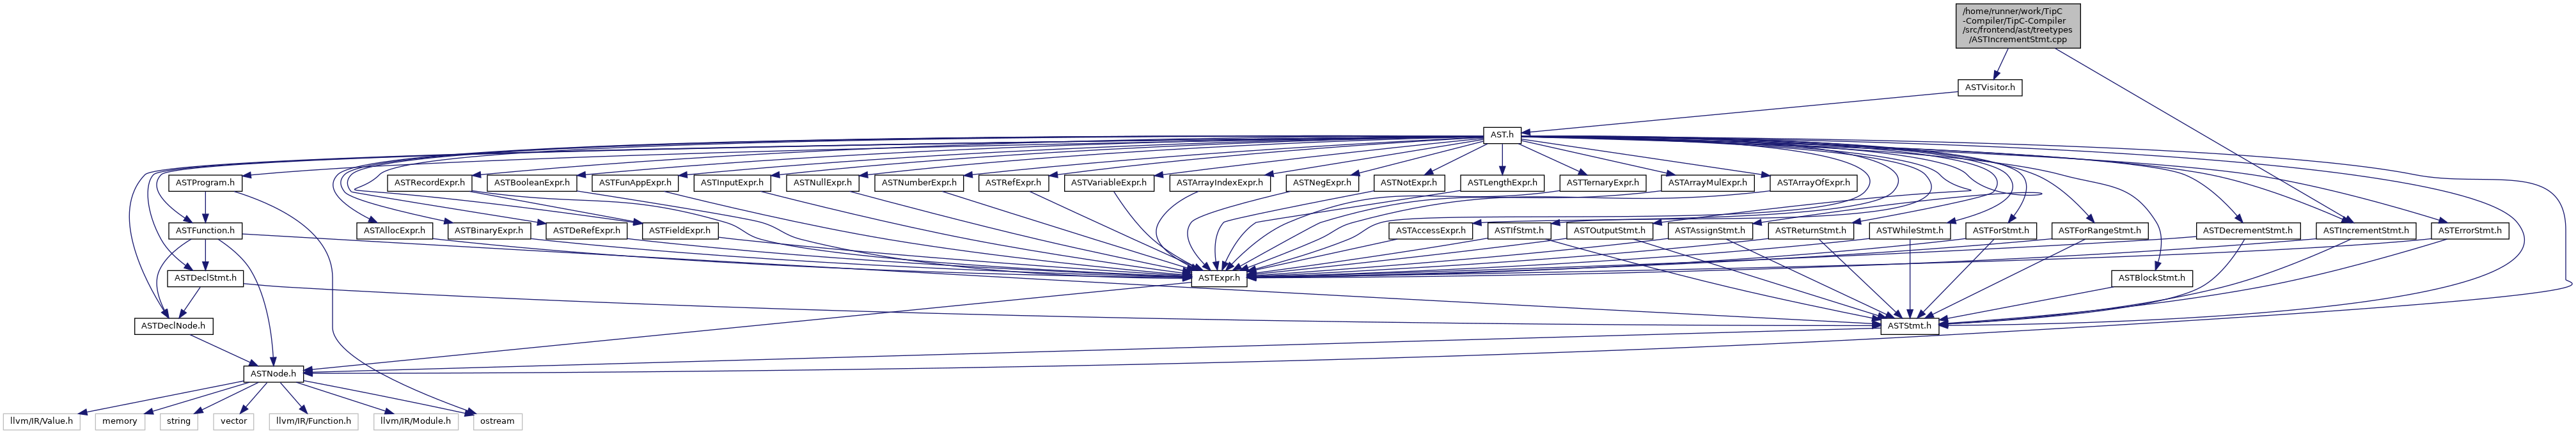 /home/runner/work/TipC
-Compiler/TipC-Compiler
/src/frontend/ast/treetypes
/ASTIncrementStmt.cpp
ASTVisitor.h
AST.h
ASTProgram.h
ASTRecordExpr.h
ASTBooleanExpr.h
ASTFunAppExpr.h
ASTInputExpr.h
ASTNullExpr.h
ASTNumberExpr.h
ASTRefExpr.h
ASTVariableExpr.h
ASTArrayIndexExpr.h
ASTNegExpr.h
ASTNotExpr.h
ASTLengthExpr.h
ASTTernaryExpr.h
ASTArrayMulExpr.h
ASTArrayOfExpr.h
ASTFunction.h
ASTAllocExpr.h
ASTBinaryExpr.h
ASTDeRefExpr.h
ASTFieldExpr.h
ASTAccessExpr.h
ASTIfStmt.h
ASTOutputStmt.h
ASTAssignStmt.h
ASTReturnStmt.h
ASTWhileStmt.h
ASTForStmt.h
ASTForRangeStmt.h
ASTDecrementStmt.h
ASTIncrementStmt.h
ASTErrorStmt.h
ASTDeclStmt.h
ASTExpr.h
ASTBlockStmt.h
ASTDeclNode.h
ASTStmt.h
ASTNode.h
llvm/IR/Value.h
memory
string
vector
llvm/IR/Function.h
llvm/IR/Module.h
ostream